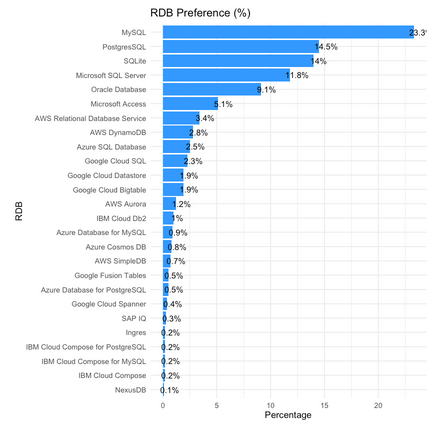 RDB Preference (%)
MySQL 23.3%
PostgresSQL 14.5%
SQLite 14%
Microsoft SQL Server 11.8%
Oracle Database 9.1%
Microsoft Access 5.1%
AWS Relational Database Service 3.4%
AWS DynamoDB 2.8%
Azure SQL Database 2.5%
Google Cloud SQL 2.3%
Google Cloud Datastore 1.9%
Google Cloud Bigtable 1.9%
AWS Aurora 1.2%
IBM Cloud Db2 1%
Azure Database for MySQL 0.9%
Azure Cosmos DB 0.8%
AWS SimpleDB 0.7%
Google Fusion Tables 0.5%
Azure Database for PostgreSQL 0.5%
Google Cloud Spanner 0.4%
SAP IQ 0.3%
Ingres 0.2%
IBM Cloud Compose for PostgreSQL 0.2%
IBM Cloud Compose for MySQL 0.2%
IBM Cloud Compose 0.2%
NexusDB 0.1%
RDB
0 5 10 15 20
Percentage